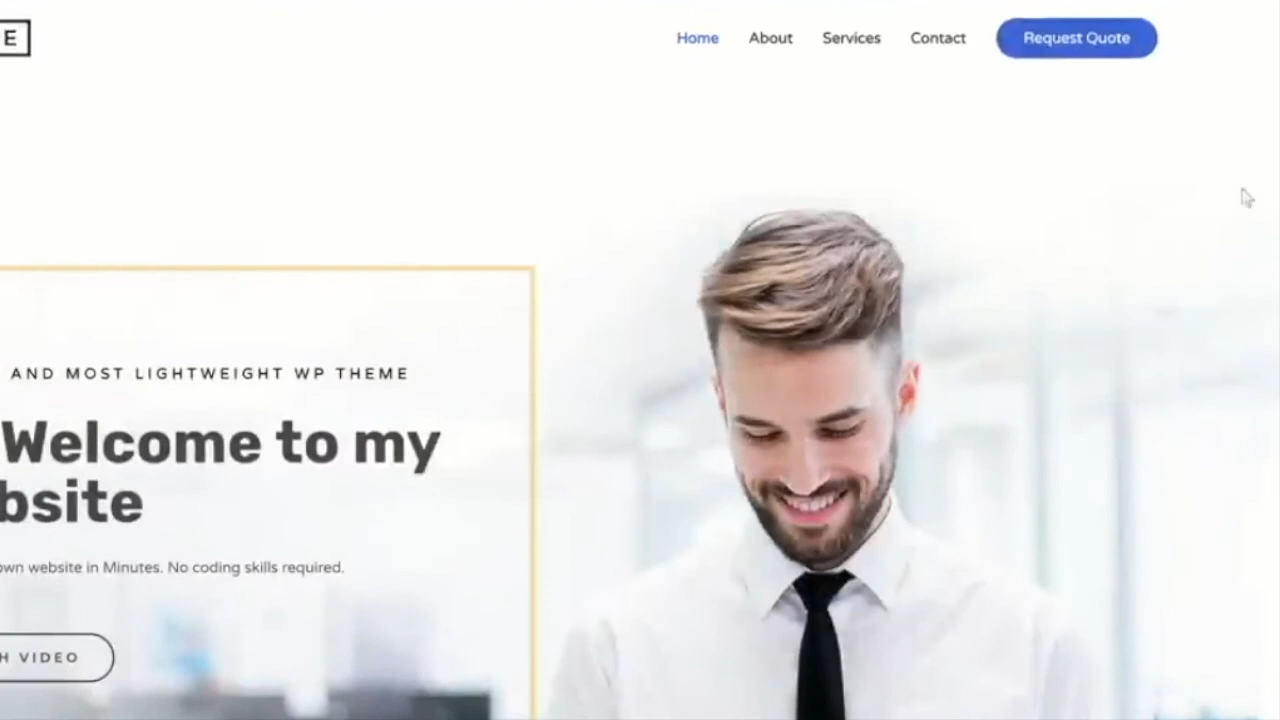 E
Home About Services Contact Request Quote
AND MOST LIGHTWEIGHT WP THEME
Welcome to my
bsite
own website in Minutes. No coding skills required.
H VIDEO